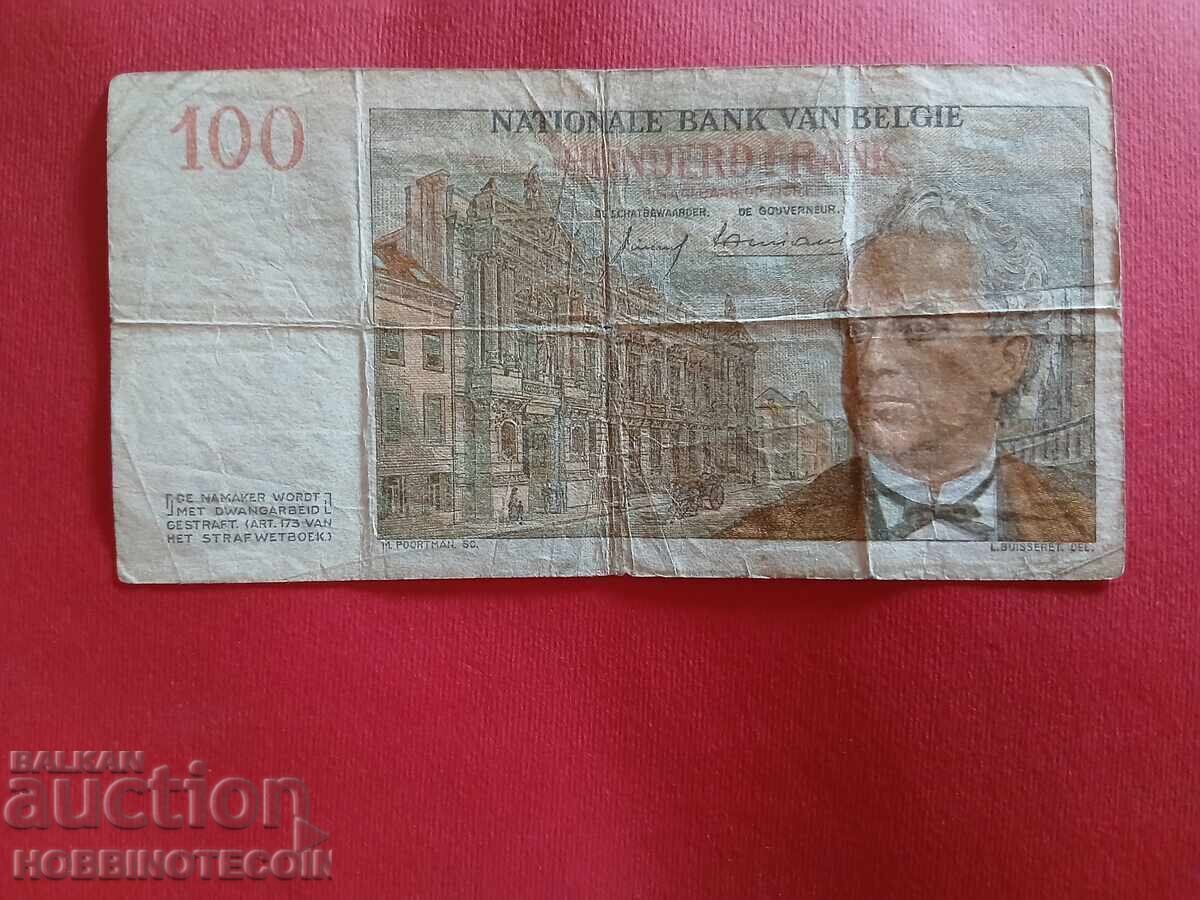 100
NATIONALE BANK VAN BELGIE
HONDERD FRANK
DE SCHATBEWAARDER. DE GOUVERNEUR.
[DE NAMAKER WORDT]
MET DWANGARBEID
GESTRAFT. (ART. 173 VAN
HET STRAFWETBOEK.)
M. POORTMAN. SC.
L. BUISSERET. DEL.
BALKAN
auction
HOBBINOTECOIN